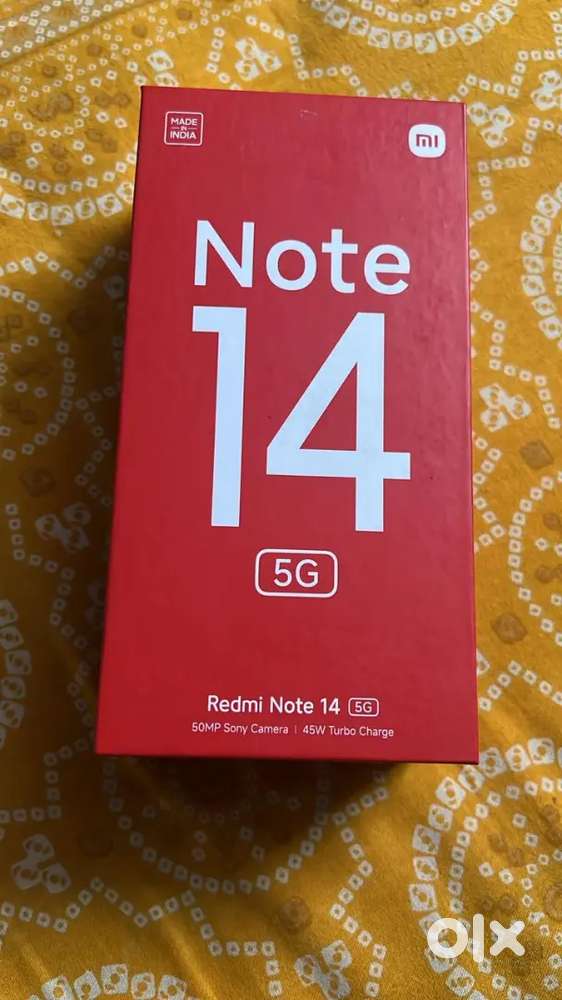 MADE
IN
INDIA
mi
Note
14
5G
Redmi Note 14 5G
50MP Sony Camera | 45W Turbo Charge
olx